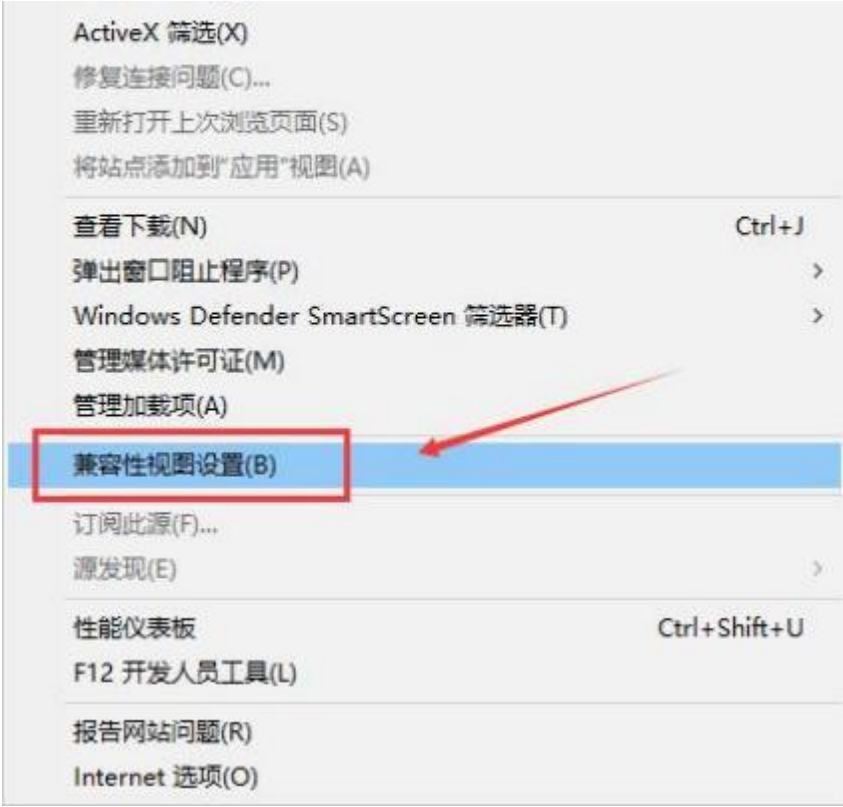 ActiveX 筛选(X)
修复连接问题(C)...
重新打开上次浏览页面(S)
将站点添加到"应用"视图(A)
查看下载(N) Ctrl+J
弹出窗口阻止程序(P)
Windows Defender SmartScreen 筛选器(T)
管理媒体许可证(M)
管理加载项(A)
兼容性视图设置(B)
订阅此源(F)...
源发现(E)
性能仪表板 Ctrl+Shift+U
F12 开发人员工具(L)
报告网站问题(R)
Internet 选项(O)